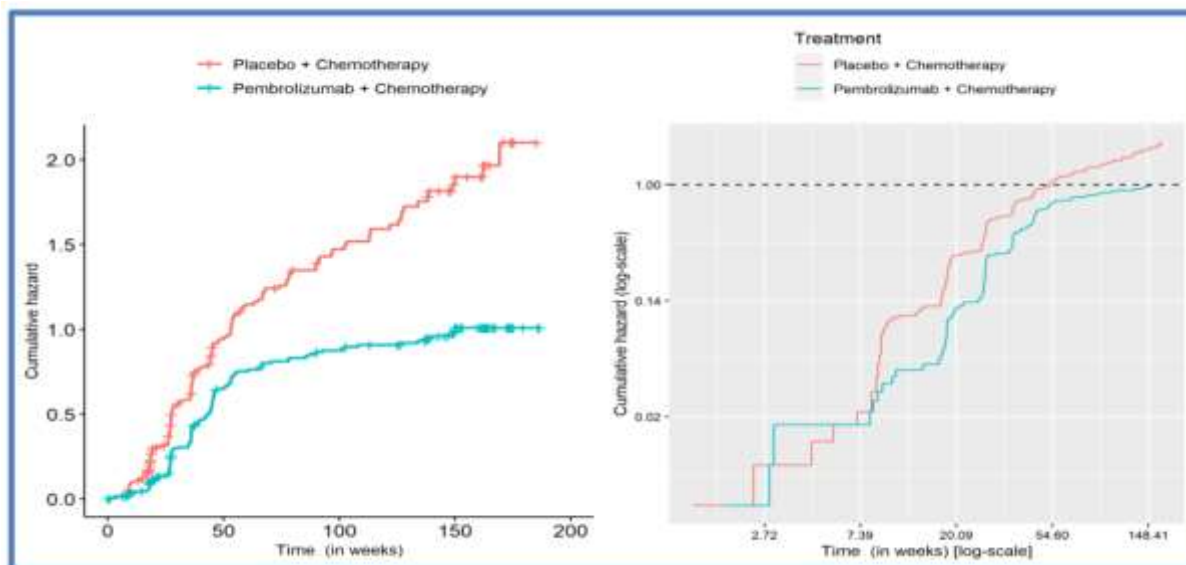 Placebo + Chemotherapy
Pembrolizumab + Chemotherapy
2.0
1.5
1.0
0.5
0.0
Cumulative hazard
0
50
100
150
200
Time (in weeks)
Treatment
Placebo + Chemotherapy
Pembrolizumab + Chemotherapy
1.00
0.14
0.02
Cumulative hazard (log-scale)
2.72
7.39
20.09
54.60
148.41
Time (in weeks) [log-scale]